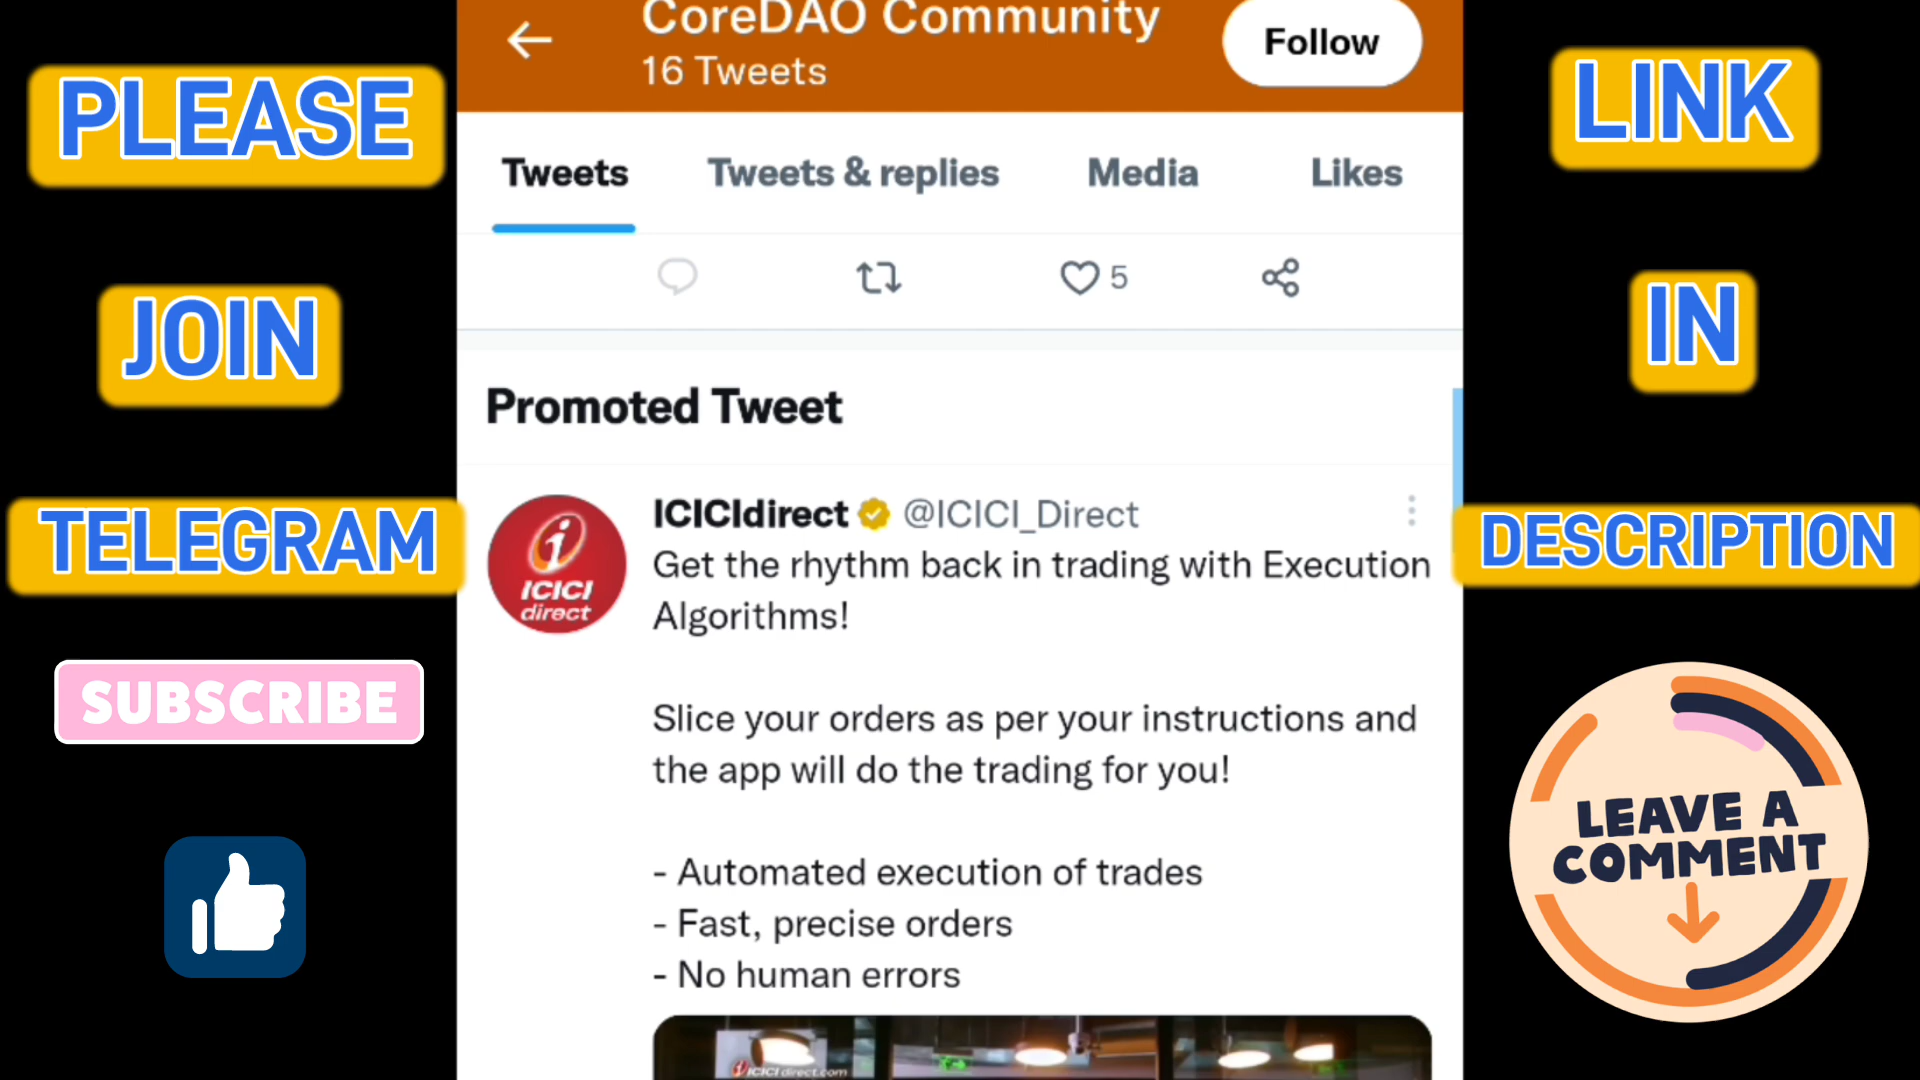 PLEASE
JOIN
TELEGRAM
SUBSCRIBE
CoreDAO Community
16 Tweets
Follow
Tweets
Tweets & replies
Media
Likes
5
Promoted Tweet
ICICIdirect @ICICI_Direct
Get the rhythm back in trading with Execution
Algorithms!
Slice your orders as per your instructions and
the app will do the trading for you!
- Automated execution of trades
- Fast, precise orders
- No human errors
i
ICICI
direct
ICICI direct.com
LINK
IN
DESCRIPTION
LEAVE A
COMMENT